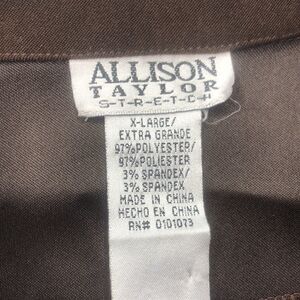 ALLISON
TAYLOR
S-T-R-E-T-C-H
X-LARGE/
EXTRA GRANDE
97%POLYESTER/
97%POLIESTER
3% SPANDEX/
3% SPANDEX
MADE IN CHINA
HECHO EN CHINA
RN# 0101073